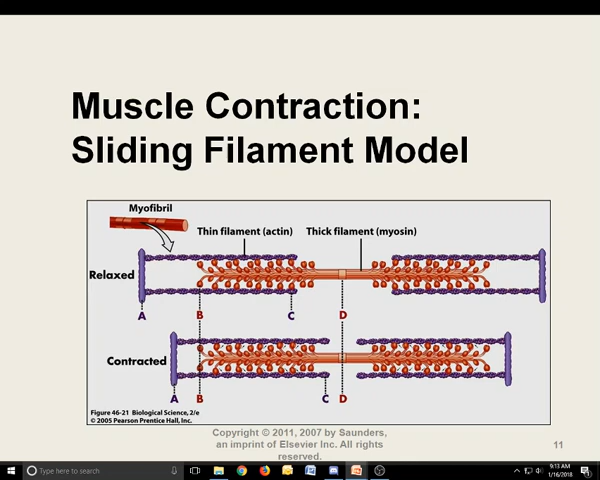 Muscle Contraction:
Sliding Filament Model
Myofibril
Thin filament (actin)
Thick filament (myosin)
Relaxed
A
B
C
D
Contracted
A
B
C
D
Figure 46-21 Biological Science, 2/e
© 2005 Pearson Prentice Hall, Inc.
Copyright © 2011, 2007 by Saunders,
an imprint of Elsevier Inc. All rights
reserved.
11
Type here to search
9:13 AM
1/16/2018